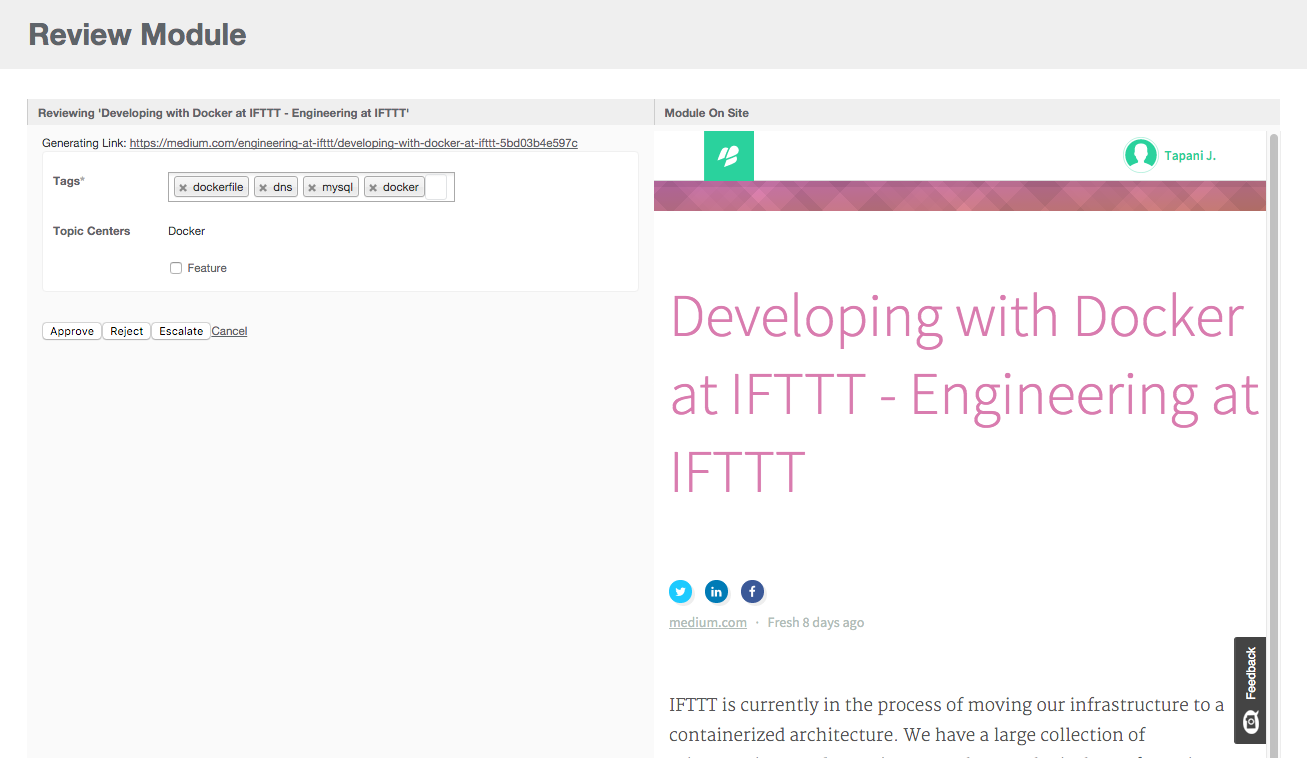 Review Module
Reviewing 'Developing with Docker at IFTTT - Engineering at IFTTT'
Generating Link: https://medium.com/engineering-at-ifttt/developing-with-docker-at-ifttt-5bd03b4e597c
Tags*
dockerfile dns mysql docker
Topic Centers Docker
Feature
Approve Reject Escalate Cancel
Module On Site
Tapani J.
Developing with Docker
at IFTTT - Engineering at
IFTTT
medium.com · Fresh 8 days ago
IFTTT is currently in the process of moving our infrastructure to a
containerized architecture. We have a large collection of
Feedback